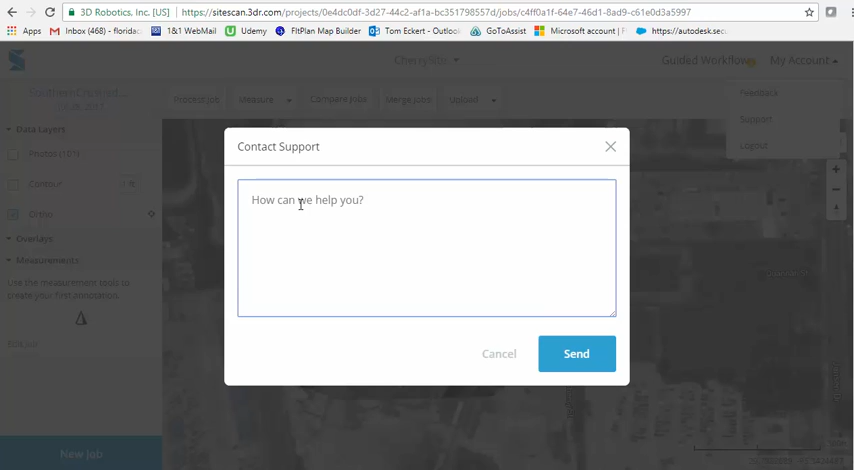 3D Robotics, Inc. [US] https://sitescan.3dr.com/projects/0e4dc0df-3d27-44c2-af1a-bc351798557d/jobs/c4ff0a1f-64e7-46d1-8ad9-c61e0d3a5997
Apps Inbox (468) - floridac 1&1 WebMail Udemy FltPlan Map Builder Tom Eckert - Outlool GoToAssist Microsoft account | F https://autodesk.sec
Guided Workflow My Account
Process Job Measure Compare Jobs Merge Jobs Upload
Feedback
Support
Logout
Data Layers
Photos
Contour
Ortho
Overlays
Measurements
Use the measurement tools to
create your first annotation.
New Job
Contact Support
How can we help you?
Cancel Send